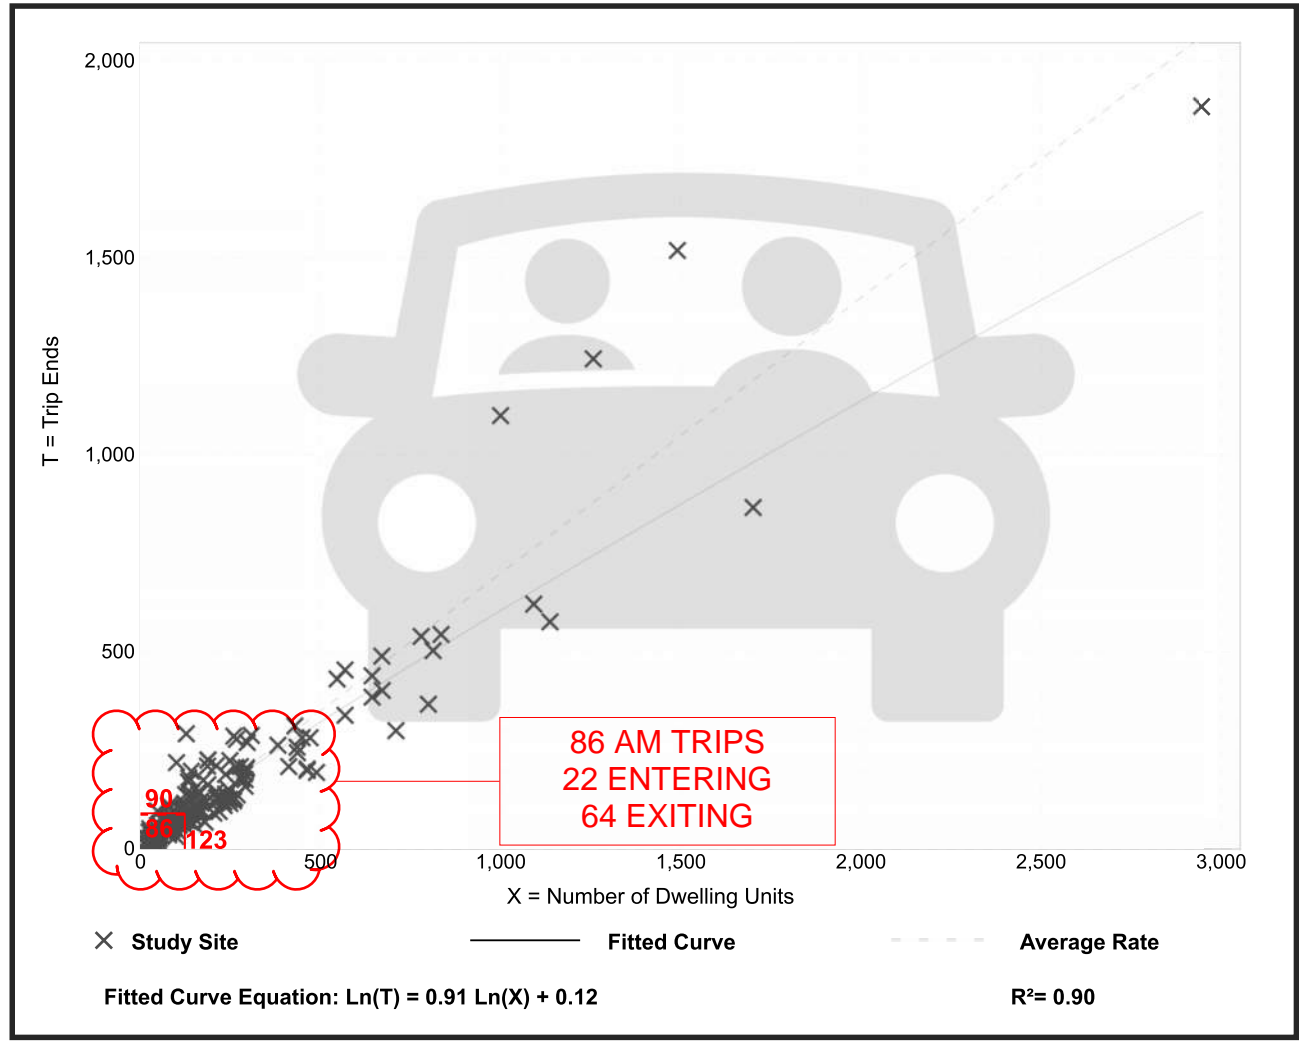 2,000
1,500
1,000
500
0
T = Trip Ends
90
86
123
86 AM TRIPS
22 ENTERING
64 EXITING
0 500 1,000 1,500 2,000 2,500 3,000
X = Number of Dwelling Units
Study Site Fitted Curve Average Rate
Fitted Curve Equation: Ln(T) = 0.91 Ln(X) + 0.12 R²= 0.90